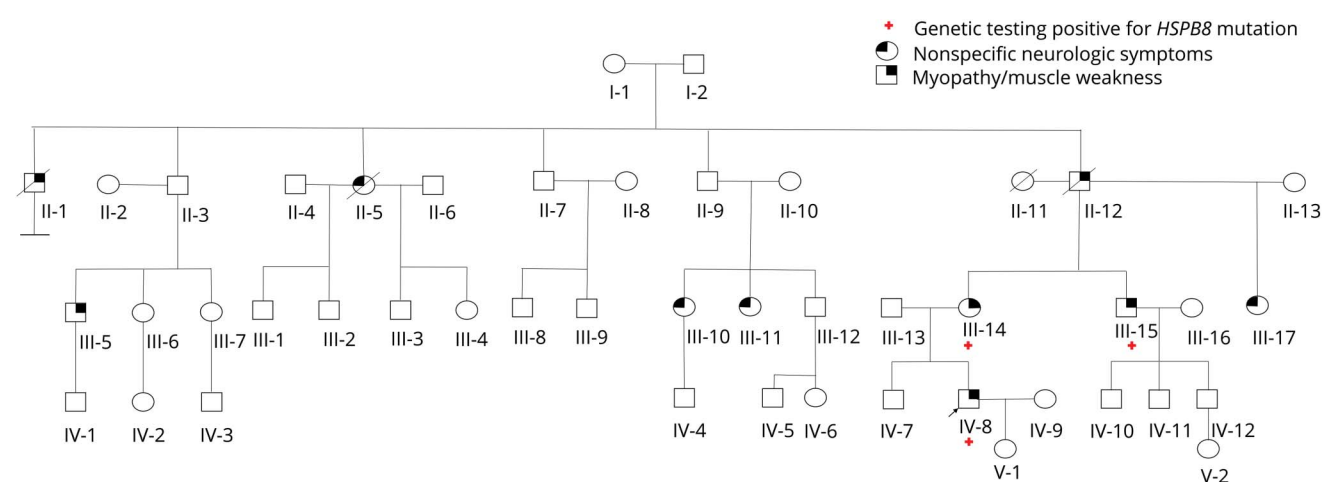 Genetic testing positive for HSPB8 mutation
Nonspecific neurologic symptoms
Myopathy/muscle weakness
I-1 I-2
II-1 II-2 II-3 II-4 II-5 II-6 II-7 II-8 II-9 II-10 II-11 II-12 II-13
III-5 III-6 III-7 III-1 III-2 III-3 III-4 III-8 III-9 III-10 III-11 III-12 III-13 III-14 III-15 III-16 III-17
IV-1 IV-2 IV-3 IV-4 IV-5 IV-6 IV-7 IV-8 IV-9 IV-10 IV-11 IV-12
V-1 V-2